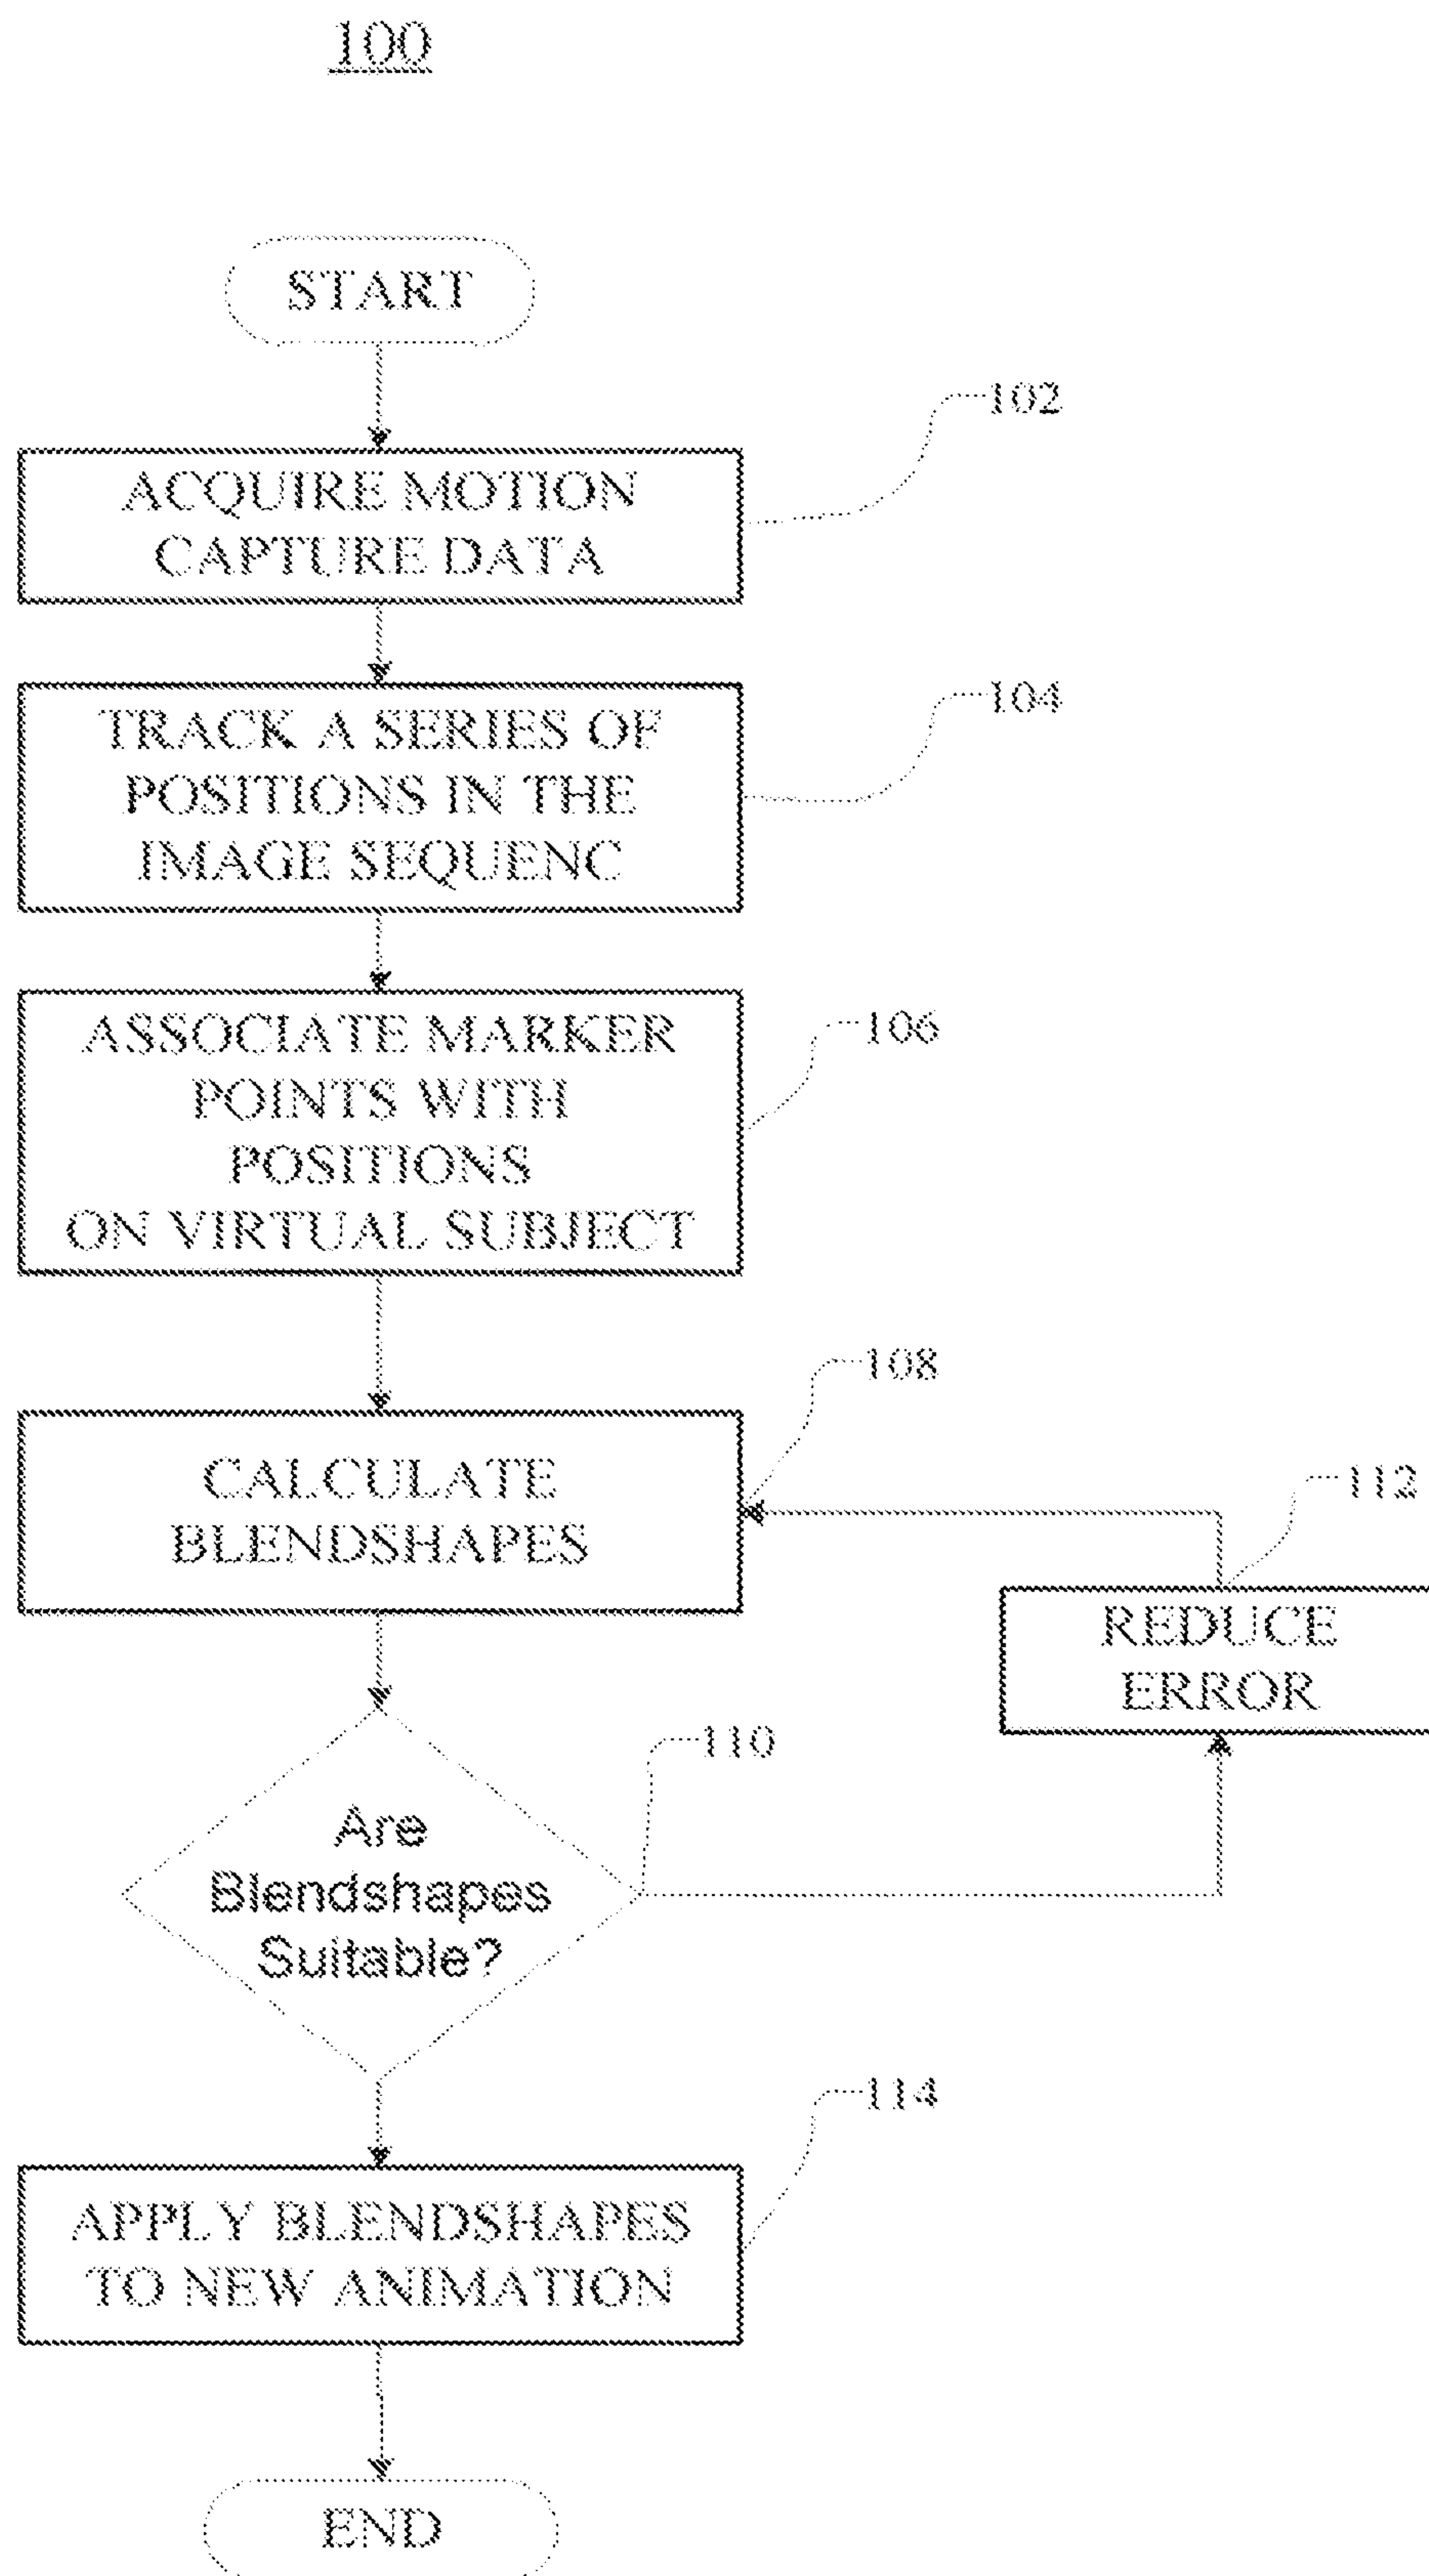 100
START
102
ACQUIRE MOTION
CAPTURE DATA
104
TRACK A SERIES OF
POSITIONS IN THE
IMAGE SEQUENC
106
ASSOCIATE MARKER
POINTS WITH
POSITIONS
ON VIRTUAL SUBJECT
108
CALCULATE
BLENDSHAPES
112
REDUCE
ERROR
110
Are
Blendshapes
Suitable?
114
APPLY BLENDSHAPES
TO NEW ANIMATION
END